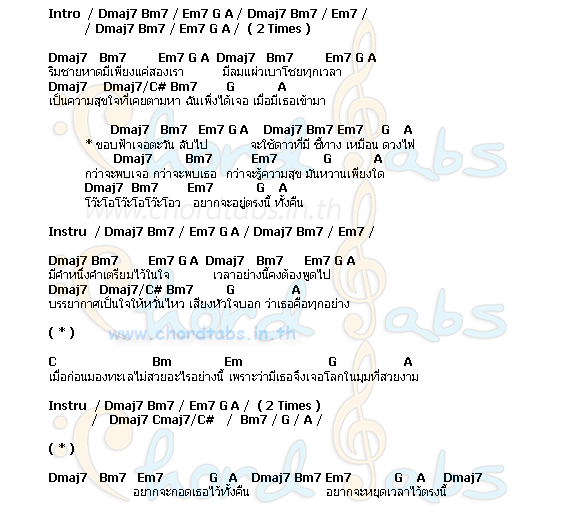 Intro / Dmaj7 Bm7 / Em7 G A / Dmaj7 Bm7 / Em7 /
/ Dmaj7 Bm7 / Em7 G A / ( 2 Times )
Dmaj7 Bm7 Em7 G A Dmaj7 Bm7 Em7 G A
ริมชายหาดมีเพียงแค่สองเรา มีลมแผ่วเบาโชยทุกเวลา
Dmaj7 Dmaj7/C# Bm7 G A
เป็นความสุขใจที่เคยตามหา ฉันเพิ่งได้เจอ เมื่อมีเธอเข้ามา
Dmaj7 Bm7 Em7 G A Dmaj7 Bm7 Em7 G A
* ขอบฟ้าเจอตะวัน ลับไป จะใช้ดาวที่มี ชี้ทาง เหมือน ดวงไฟ
Dmaj7 Bm7 Em7 G A
กว่าจะพบเจอ กว่าจะพบเธอ กว่าจะรู้ความสุข มันหวานเพียงใด
Dmaj7 Bm7 Em7 G A
โว๊ะโอโว๊ะโอโว๊ะโอว อยากจะอยู่ตรงนี้ ทั้งคืน
www.chordtabs.in.th
Instru / Dmaj7 Bm7 / Em7 G A / Dmaj7 Bm7 / Em7 /
Dmaj7 Bm7 Em7 G A Dmaj7 Bm7 Em7 G A
มีคำหนึ่งคำเตรียมไว้ในใจ เวลาอย่างนี้คงต้องพูดไป
Dmaj7 Dmaj7/C# Bm7 G A
บรรยากาศเป็นใจให้หวั่นไหว เสียงหัวใจบอก ว่าเธอคือทุกอย่าง
( * )
www.chordtabs.in.th
C Bm Em G A
เมื่อก่อนมองทะเลไม่สวยอะไรอย่างนี้ เพราะว่ามีเธอจึงเจอโลกในมุมที่สวยงาม
Instru / Dmaj7 Bm7 / Em7 G A / ( 2 Times )
/ Dmaj7 Cmaj7/C# / Bm7 / G / A /
( * )
Dmaj7 Bm7 Em7 G A Dmaj7 Bm7 Em7 G A Dmaj7
อยากจะกอดเธอไว้ทั้งคืน อยากจะหยุดเวลาไว้ตรงนี้